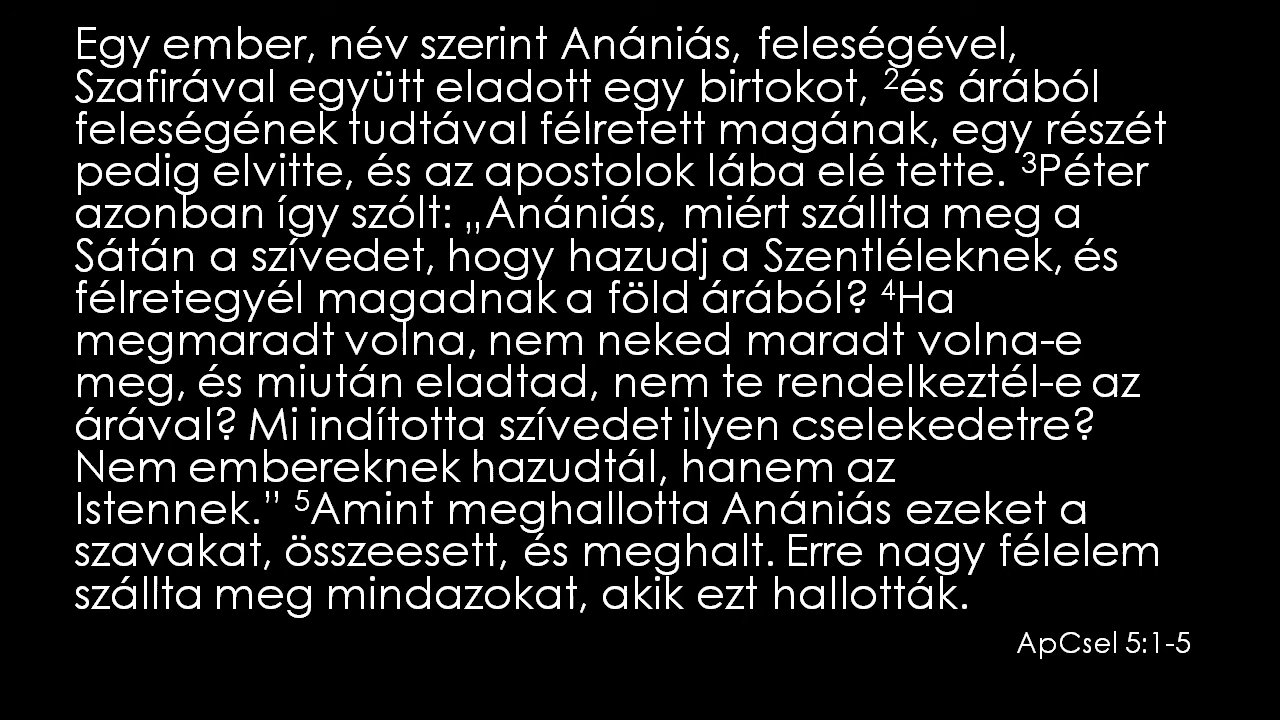 Egy ember, név szerint Anániás, feleségével,
Szafirával együtt eladott egy birtokot, ²és árából
feleségének tudtával félretett magának, egy részét
pedig elvitte, és az apostolok lába elé tette. ³Péter
azonban így szólt: „Anániás, miért szállta meg a
Sátán a szívedet, hogy hazudj a Szentléleknek, és
félretegyél magadnak a föld árából? ⁴Ha
megmaradt volna, nem neked maradt volna-e
meg, és miután eladtad, nem te rendelkeztél-e az
árával? Mi indította szívedet ilyen cselekedetre?
Nem embereknek hazudtál, hanem az
Istennek.” ⁵Amint meghallotta Anániás ezeket a
szavakat, összeesett, és meghalt. Erre nagy félelem
szállta meg mindazokat, akik ezt hallották.
ApCsel 5:1-5